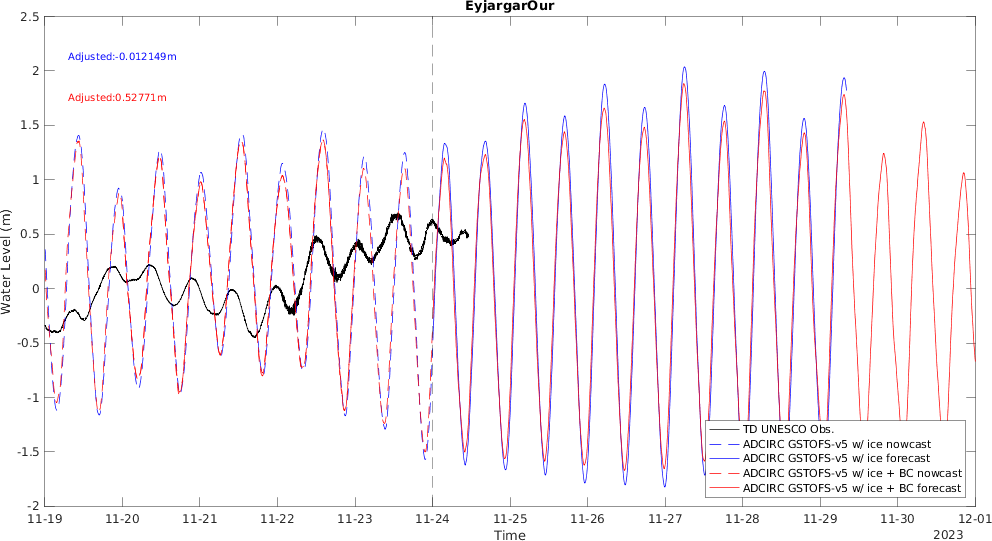 EyjargarOur
Adjusted:-0.012149m
Adjusted:0.52771m
Water Level (m)
2.5
2
1.5
1
0.5
0
-0.5
-1
-1.5
-2
TD UNESCO Obs.
ADCIRC GSTOFS-v5 w/ ice nowcast
ADCIRC GSTOFS-v5 w/ ice forecast
ADCIRC GSTOFS-v5 w/ ice + BC nowcast
ADCIRC GSTOFS-v5 w/ ice + BC forecast
11-19 11-20 11-21 11-22 11-23 11-24 11-25 11-26 11-27 11-28 11-29 11-30 12-01
Time
2023